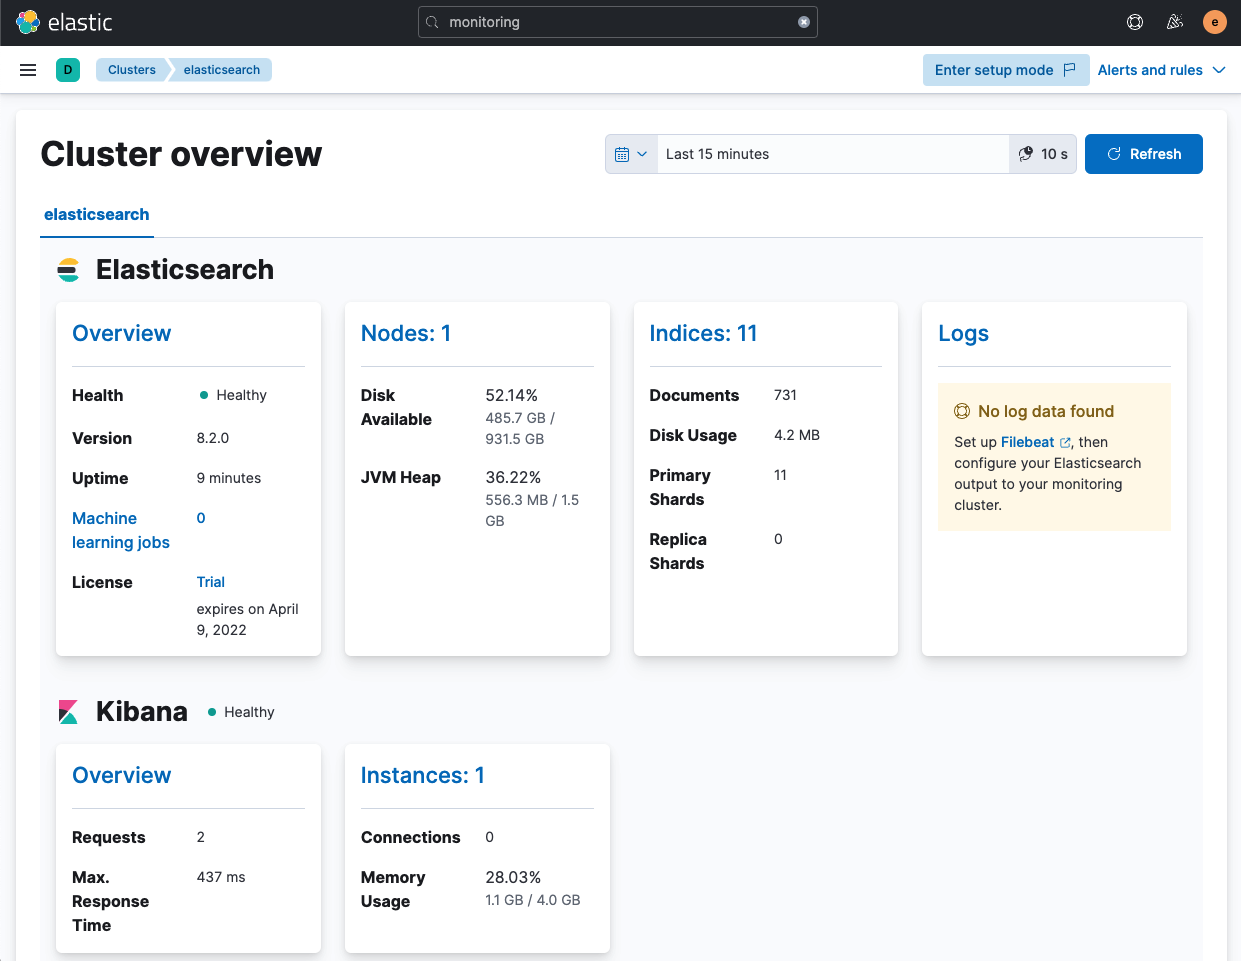 elastic
monitoring
e
D
Clusters
elasticsearch
Enter setup mode
Alerts and rules
Cluster overview
Last 15 minutes
10 s
Refresh
elasticsearch
Elasticsearch
Overview
Health
Healthy
Version
8.2.0
Uptime
9 minutes
Machine
learning jobs
0
License
Trial
expires on April
9, 2022
Nodes: 1
Disk
Available
52.14%
485.7 GB /
931.5 GB
JVM Heap
36.22%
556.3 MB / 1.5
GB
Indices: 11
Documents
731
Disk Usage
4.2 MB
Primary
Shards
11
Replica
Shards
0
Logs
No log data found
Set up Filebeat , then
configure your Elasticsearch
output to your monitoring
cluster.
Kibana
Healthy
Overview
Requests
2
Max.
Response
Time
437 ms
Instances: 1
Connections
0
Memory
Usage
28.03%
1.1 GB / 4.0 GB